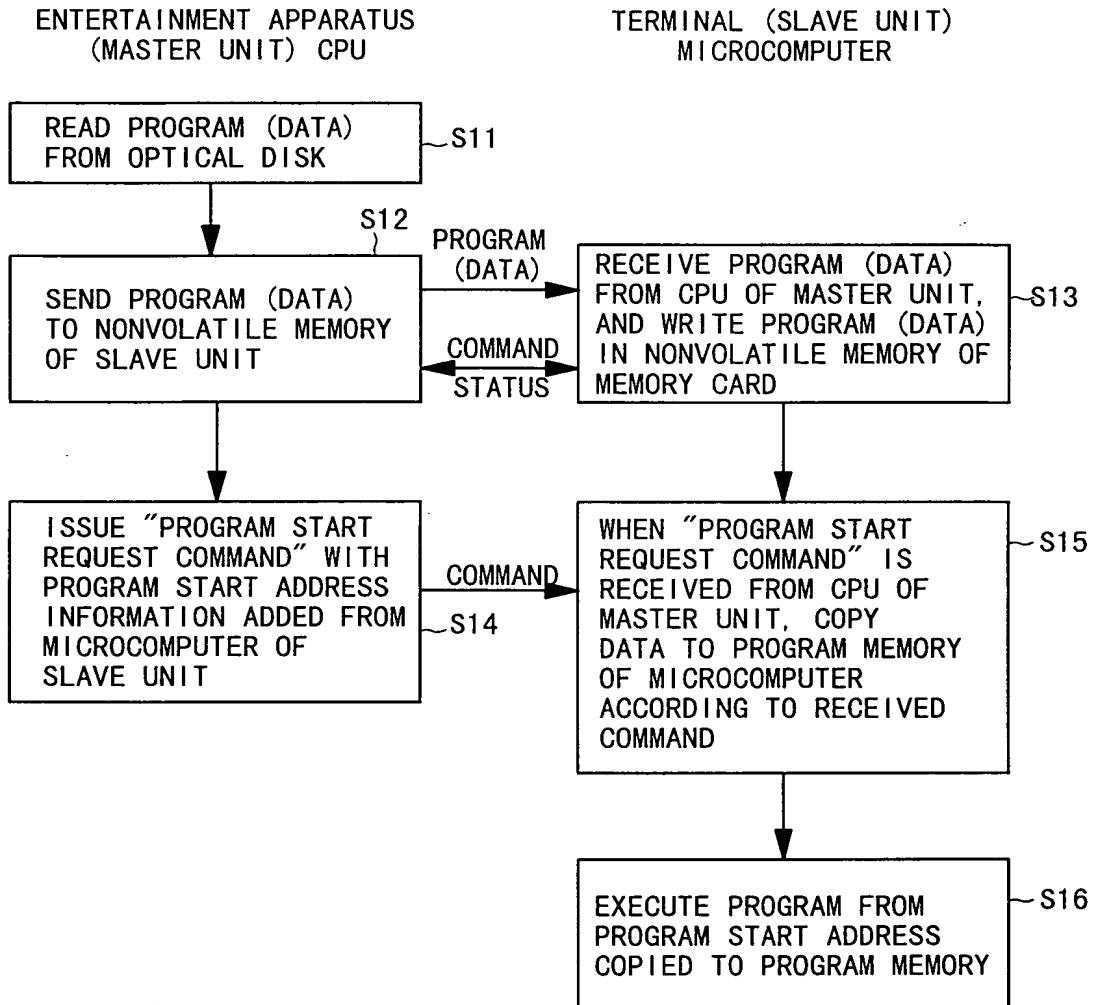 ENTERTAINMENT APPARATUS
(MASTER UNIT) CPU
TERMINAL (SLAVE UNIT)
MICROCOMPUTER
READ PROGRAM (DATA)
FROM OPTICAL DISK
S11
S12
SEND PROGRAM (DATA)
TO NONVOLATILE MEMORY
OF SLAVE UNIT
PROGRAM
(DATA)
COMMAND
STATUS
RECEIVE PROGRAM (DATA)
FROM CPU OF MASTER UNIT,
AND WRITE PROGRAM (DATA)
IN NONVOLATILE MEMORY OF
MEMORY CARD
S13
ISSUE "PROGRAM START
REQUEST COMMAND" WITH
PROGRAM START ADDRESS
INFORMATION ADDED FROM
MICROCOMPUTER OF
SLAVE UNIT
S14
COMMAND
WHEN "PROGRAM START
REQUEST COMMAND" IS
RECEIVED FROM CPU OF
MASTER UNIT, COPY
DATA TO PROGRAM MEMORY
OF MICROCOMPUTER
ACCORDING TO RECEIVED
COMMAND
S15
EXECUTE PROGRAM FROM
PROGRAM START ADDRESS
COPIED TO PROGRAM MEMORY
S16